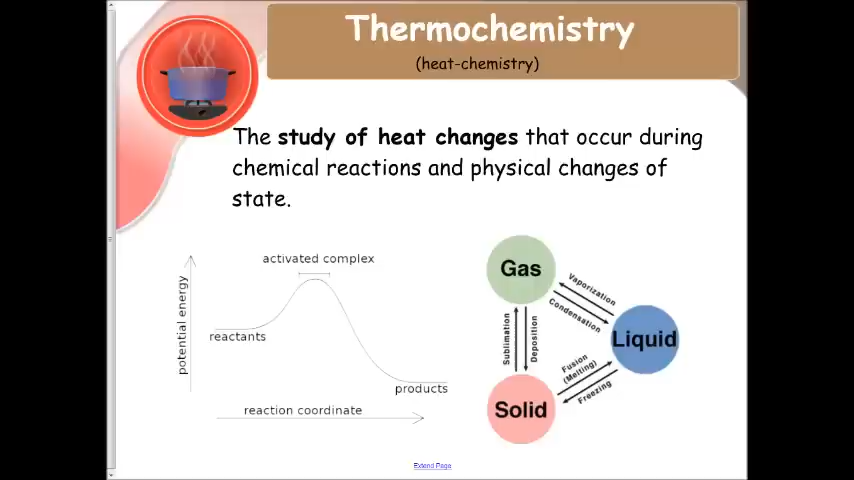 Thermochemistry
(heat-chemistry)
The study of heat changes that occur during
chemical reactions and physical changes of
state.
activated complex
potential energy
reactants
products
reaction coordinate
Gas
Vaporization
Condensation
Liquid
Sublimation
Deposition
Fusion
(Melting)
Freezing
Solid
Extend Page